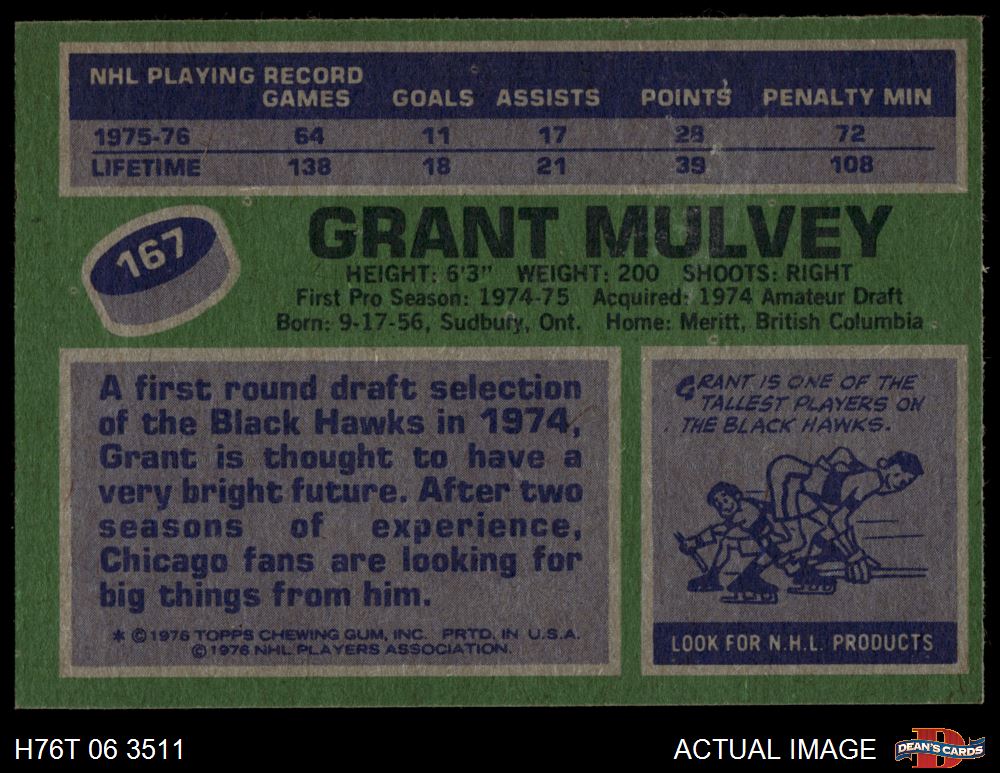 NHL PLAYING RECORD
GAMES GOALS ASSISTS POINTS PENALTY MIN
1975-76 64 11 17 28 72
LIFETIME 138 18 21 39 108
167
GRANT MULVEY
HEIGHT: 6'3" WEIGHT: 200 SHOOTS: RIGHT
First Pro Season: 1974-75 Acquired: 1974 Amateur Draft
Born: 9-17-56, Sudbury, Ont. Home: Meritt, British Columbia
A first round draft selection
of the Black Hawks in 1974,
Grant is thought to have a
very bright future. After two
seasons of experience,
Chicago fans are looking for
big things from him.
* ©1976 TOPPS CHEWING GUM, INC. PRTD. IN U.S.A.
©1976 NHL PLAYERS ASSOCIATION.
GRANT IS ONE OF THE
TALLEST PLAYERS ON
THE BLACK HAWKS.
LOOK FOR N.H.L. PRODUCTS
H76T 06 3511 ACTUAL IMAGE
D
DEAN'S CARDS